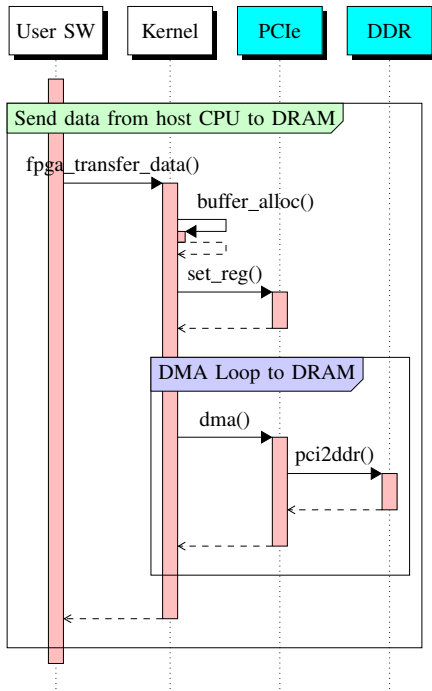 User SW
Kernel
PCIe
DDR
Send data from host CPU to DRAM
fpga_transfer_data()
buffer_alloc()
set_reg()
DMA Loop to DRAM
dma()
pci2ddr()